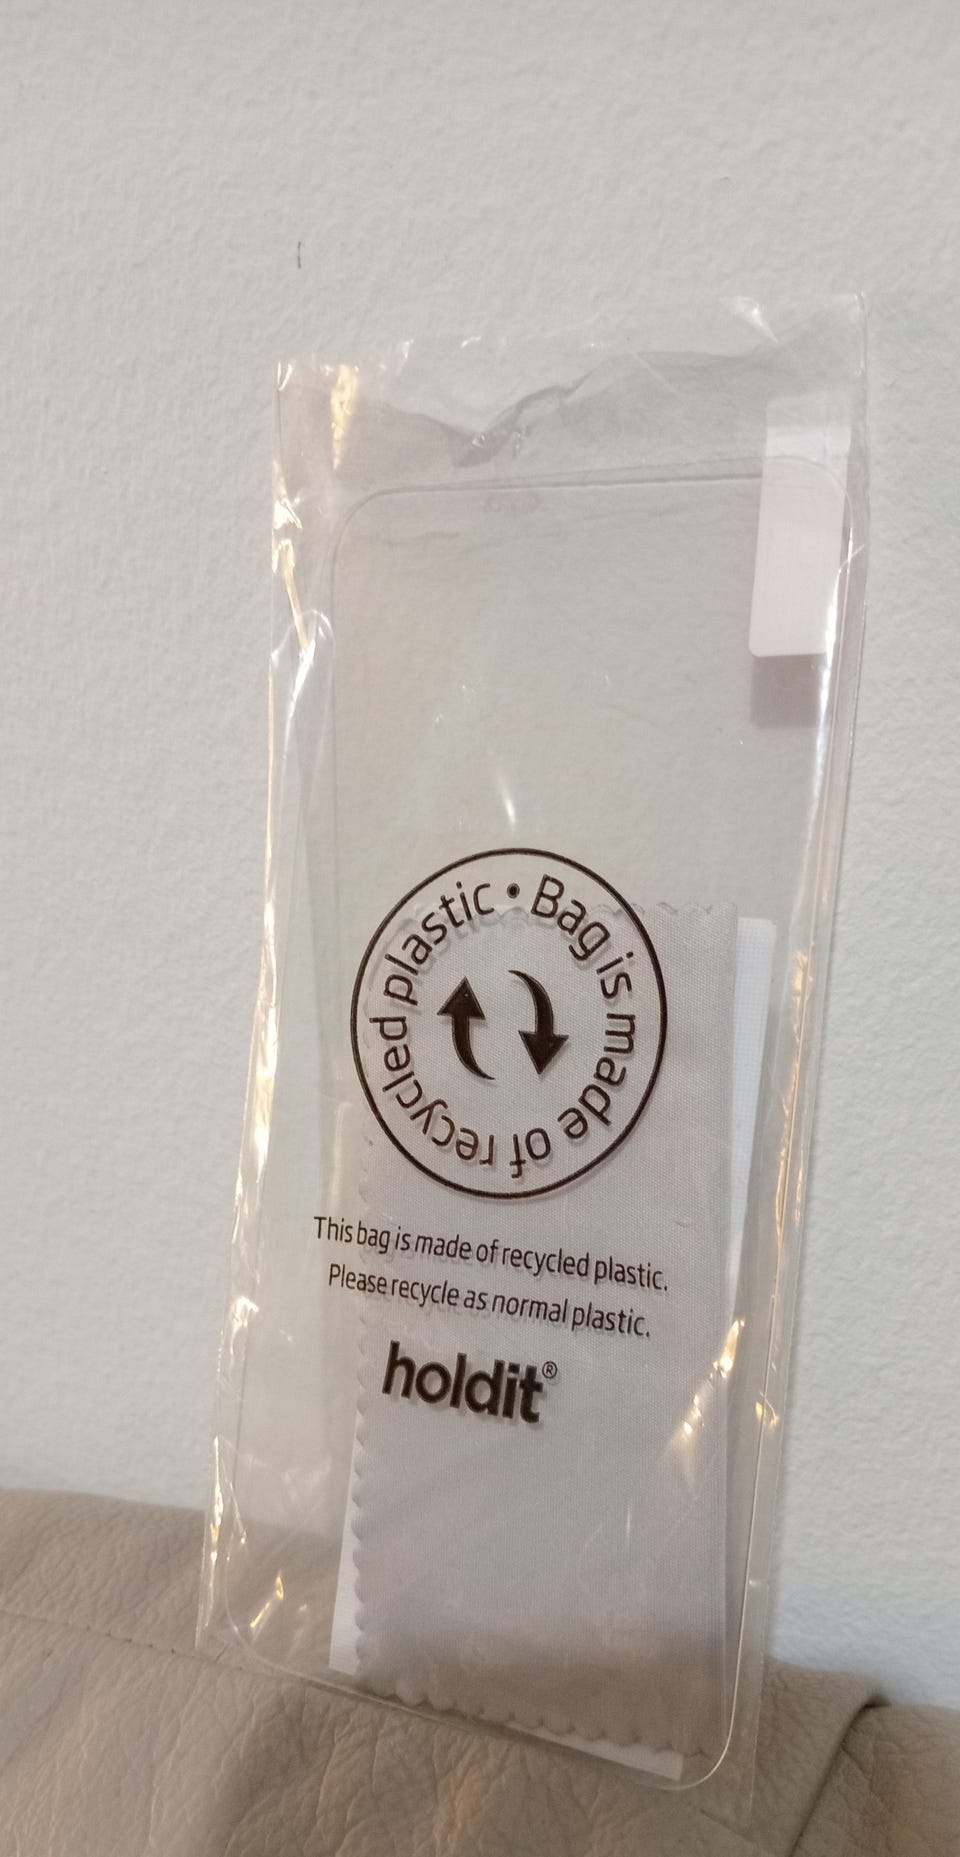 Bag is made of recycled plastic •
This bag is made of recycled plastic.
Please recycle as normal plastic.
holdit®